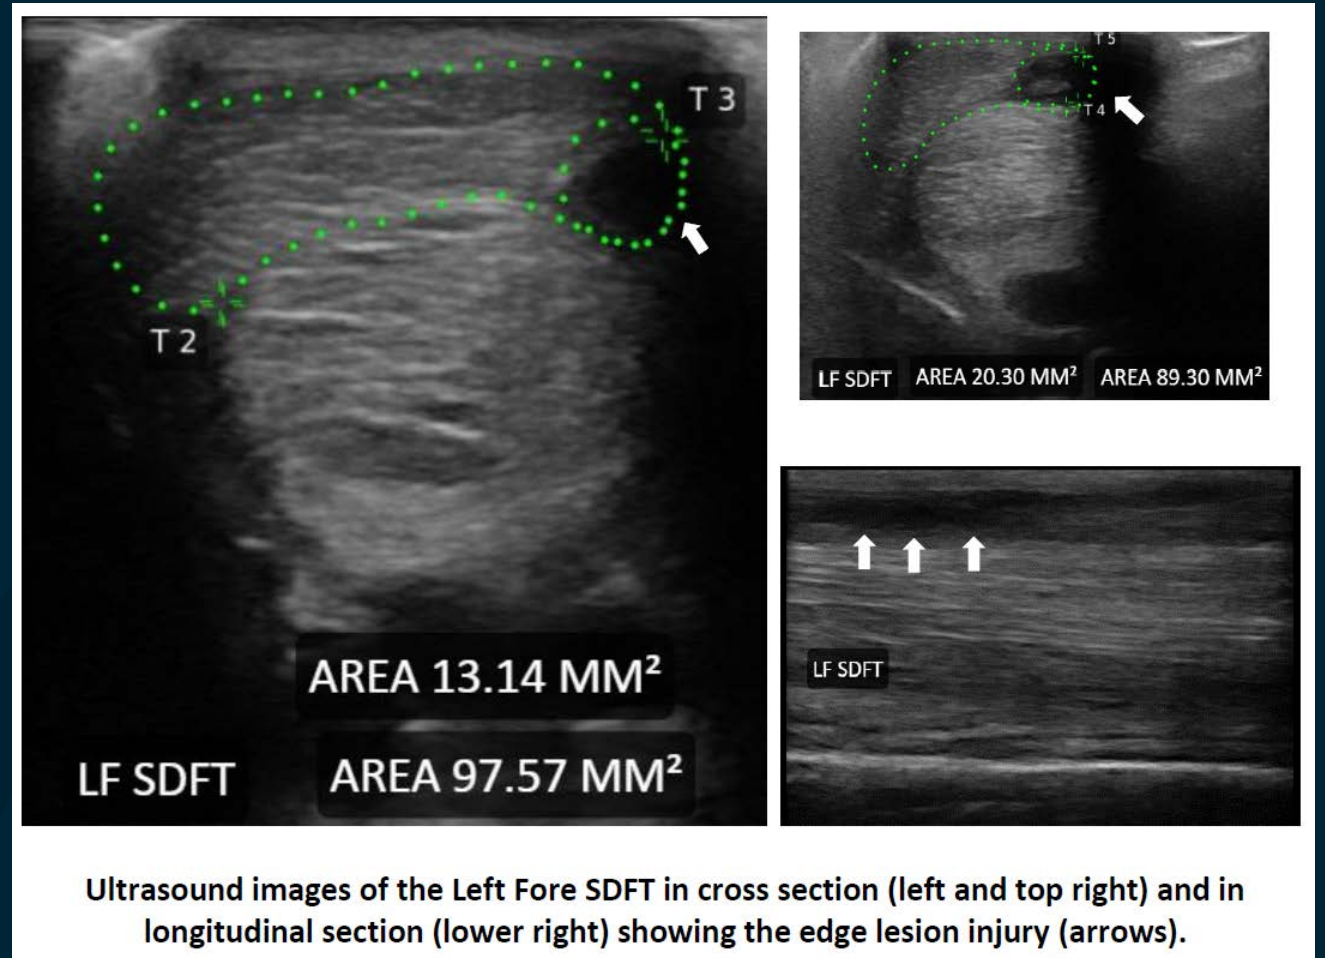 T 3
T 2
AREA 13.14 MM²
LF SDFT AREA 97.57 MM²
T 5
T 4
LF SDFT AREA 20.30 MM² AREA 89.30 MM²
LF SDFT
Ultrasound images of the Left Fore SDFT in cross section (left and top right) and in
longitudinal section (lower right) showing the edge lesion injury (arrows).